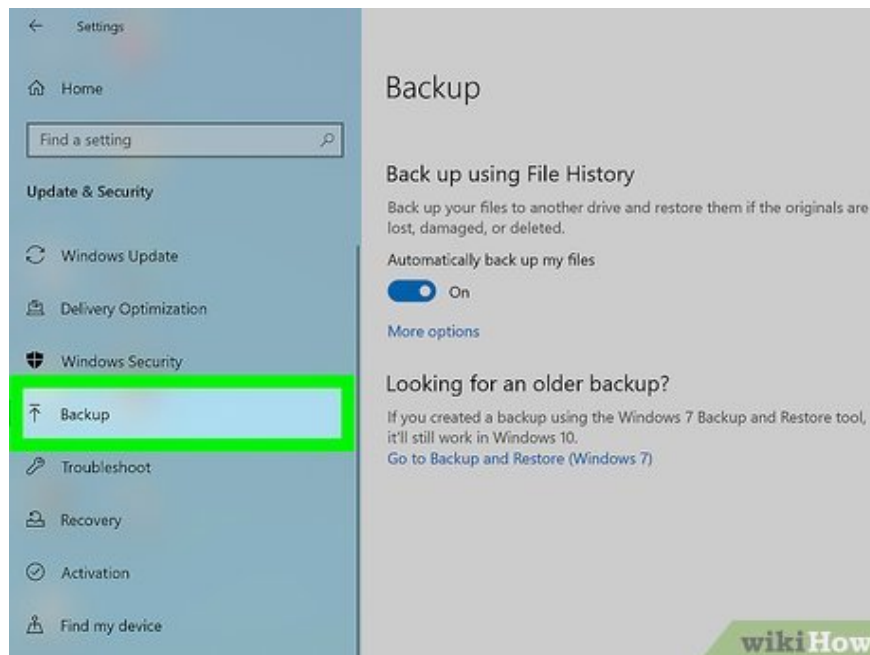 Settings
Home
Find a setting
Update & Security
Windows Update
Delivery Optimization
Windows Security
Backup
Troubleshoot
Recovery
Activation
Find my device
Backup
Back up using File History
Back up your files to another drive and restore them if the originals are
lost, damaged, or deleted.
Automatically back up my files
On
More options
Looking for an older backup?
If you created a backup using the Windows 7 Backup and Restore tool,
it'll still work in Windows 10.
Go to Backup and Restore (Windows 7)
wikiHow